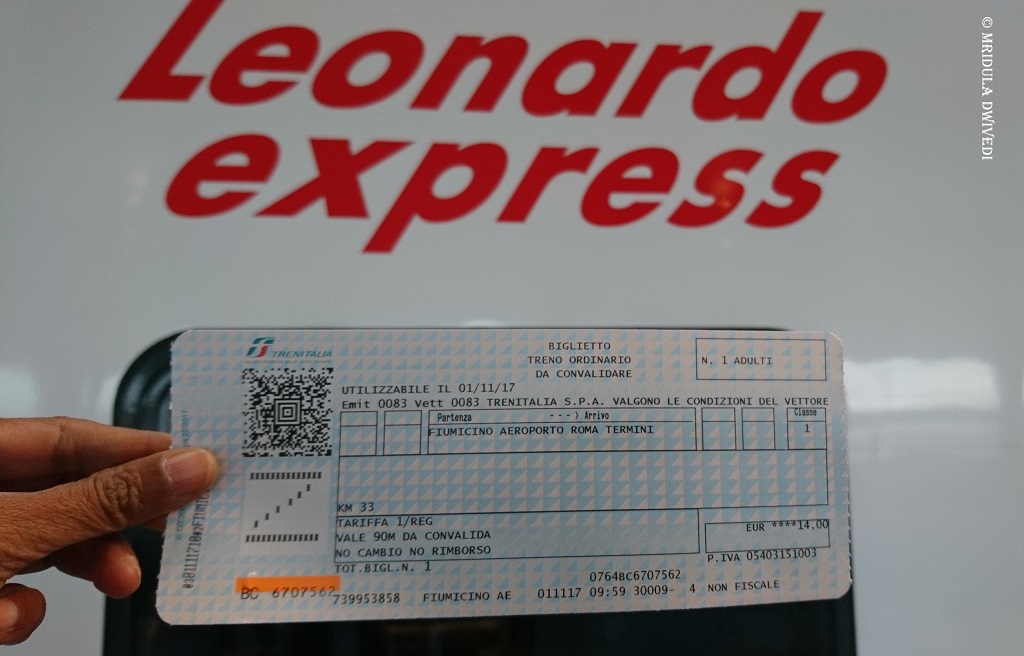 Leonardo
express
© MRIDULA DWIVEDI
TRENITALIA
BIGLIETTO
TRENO ORDINARIO
DA CONVALIDARE
N. 1 ADULTI
UTILIZZABILE IL 01/11/17
Emit 0083 Vett 0083 TRENITALIA S.P.A. VALGONO LE CONDIZIONI DEL VETTORE
Partenza ---> Arrivo Classe
FIUMICINO AEROPORTO ROMA TERMINI 1
KM 33
TARIFFA 1/REG
VALE 90M DA CONVALIDA
NO CAMBIO NO RIMBORSO
EUR ****14,00
P.IVA 05403151003
TOT.BIGL.N. 1
0764BC6707562
BC 6707562
739953858 FIUMICINO AE 011117 09:59 30009- 4 NON FISCALE